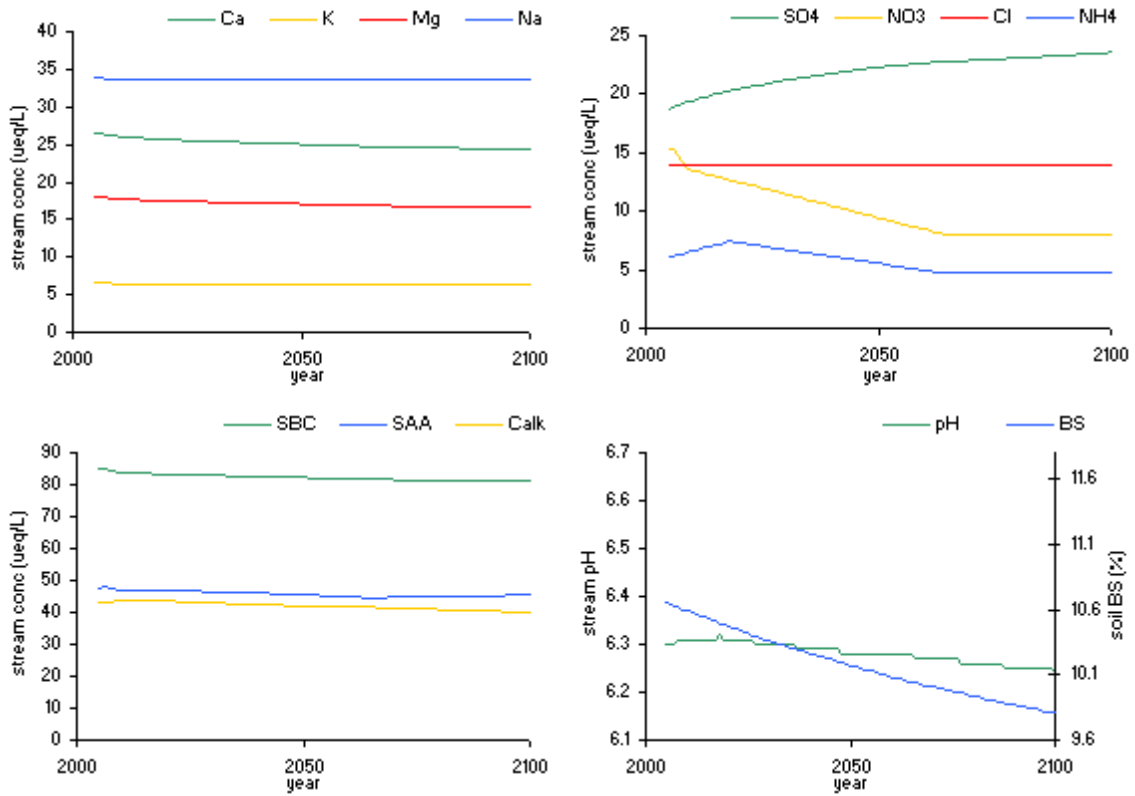 Ca K Mg Na
40
35
30
25
20
15
10
5
0
stream conc (ueq/L)
2000 2050 2100
year
SO4 NO3 Cl NH4
25
20
15
10
5
0
stream conc (ueq/L)
2000 2050 2100
year
SBC SAA Calk
90
80
70
60
50
40
30
20
10
0
stream conc (ueq/L)
2000 2050 2100
year
pH BS
6.7
6.6
6.5
6.4
6.3
6.2
6.1
stream pH
11.6
11.1
10.6
10.1
9.6
soil BS (%)
2000 2050 2100
year